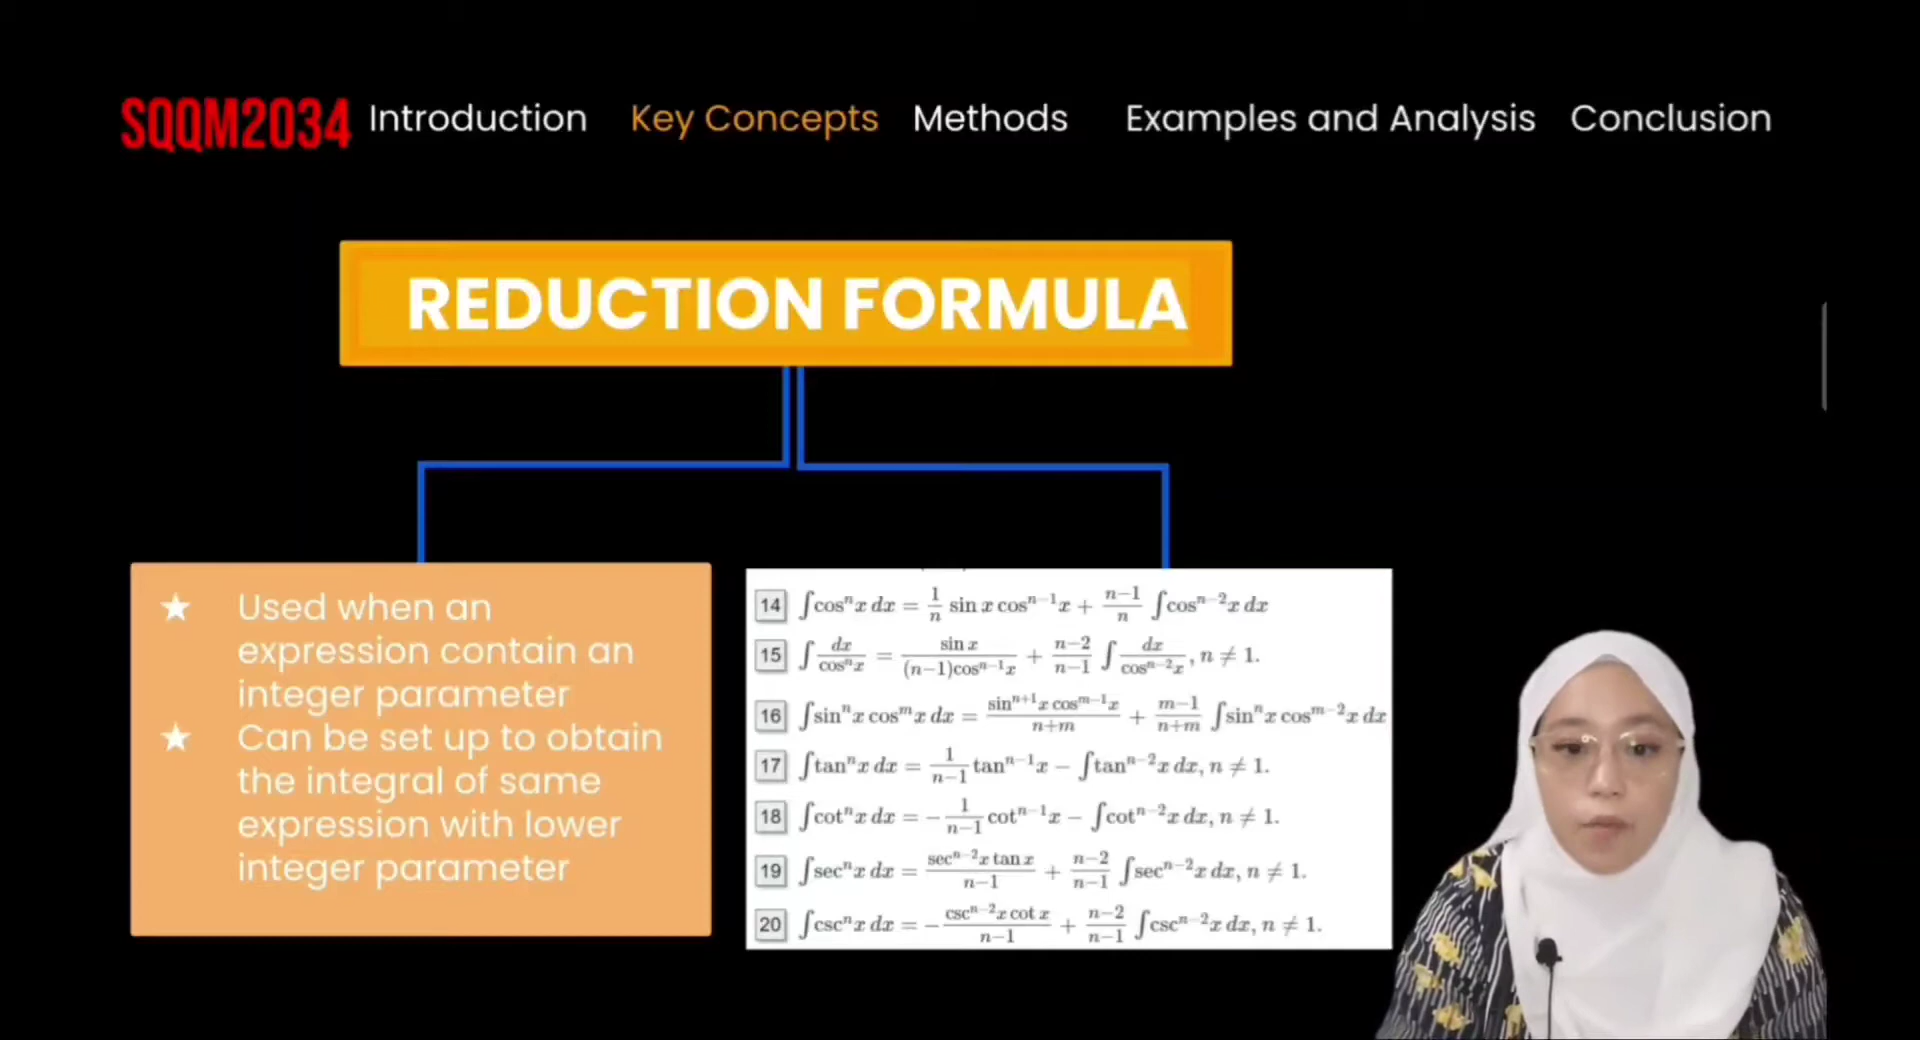 SQQM2034 Introduction Key Concepts Methods Examples and Analysis Conclusion
REDUCTION FORMULA
★ Used when an
expression contain an
integer parameter
★ Can be set up to obtain
the integral of same
expression with lower
integer parameter
14 ∫cosⁿx dx = 1/n sin x cosⁿ⁻¹x + n−1/n ∫cosⁿ⁻²x dx
15 ∫dx/cosⁿx = sin x/(n−1)cosⁿ⁻¹x + n−2/n−1 ∫dx/cosⁿ⁻²x, n ≠ 1.
16 ∫sinⁿx cosᵐx dx = sinⁿ⁺¹x cosᵐ⁻¹x/n+m + m−1/n+m ∫sinⁿx cosᵐ⁻²x dx
17 ∫tanⁿx dx = 1/n−1 tanⁿ⁻¹x − ∫tanⁿ⁻²x dx, n ≠ 1.
18 ∫cotⁿx dx = −1/n−1 cotⁿ⁻¹x − ∫cotⁿ⁻²x dx, n ≠ 1.
19 ∫secⁿx dx = secⁿ⁻²x tan x/n−1 + n−2/n−1 ∫secⁿ⁻²x dx, n ≠ 1.
20 ∫cscⁿx dx = −cscⁿ⁻²x cot x/n−1 + n−2/n−1 ∫cscⁿ⁻²x dx, n ≠ 1.